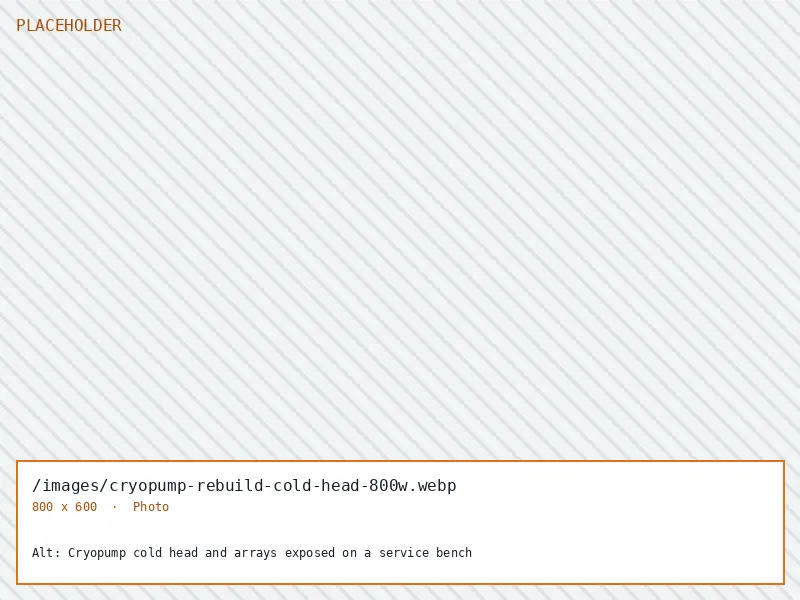 PLACEHOLDER
/images/cryopump-rebuild-cold-head-800w.webp
800 x 600 · Photo
Alt: Cryopump cold head and arrays exposed on a service bench